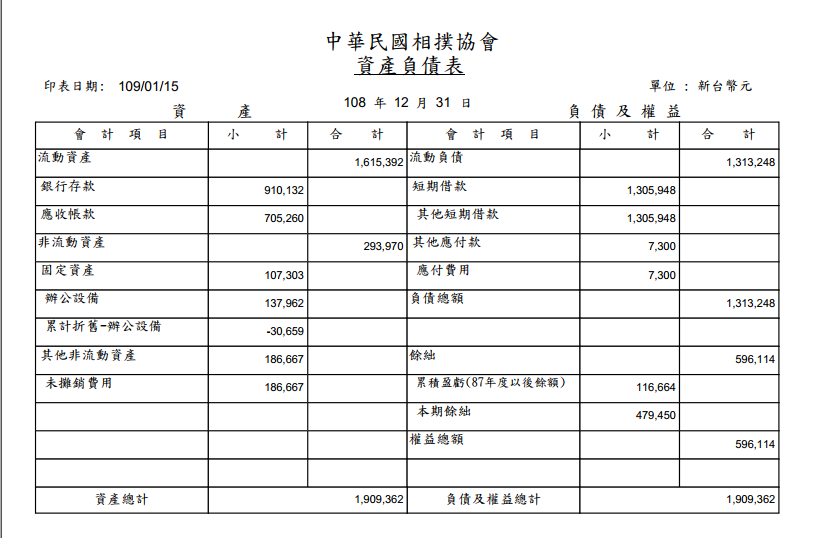 中華民國相撲協會
資產負債表
印表日期: 109/01/15 單位 : 新台幣元
108 年 12 月 31 日
資 產 負 債 及 權 益
會 計 項 目 小 計 合 計 會 計 項 目 小 計 合 計
流動資產 1,615,392 流動負債 1,313,248
銀行存款 910,132 短期借款 1,305,948
應收帳款 705,260 其他短期借款 1,305,948
非流動資產 293,970 其他應付款 7,300
固定資產 107,303 應付費用 7,300
辦公設備 137,962 負債總額 1,313,248
累計折舊-辦公設備 -30,659
其他非流動資產 186,667 餘絀 596,114
未攤銷費用 186,667 累積盈虧(87年度以後餘額) 116,664
本期餘絀 479,450
權益總額 596,114
資產總計 1,909,362 負債及權益總計 1,909,362